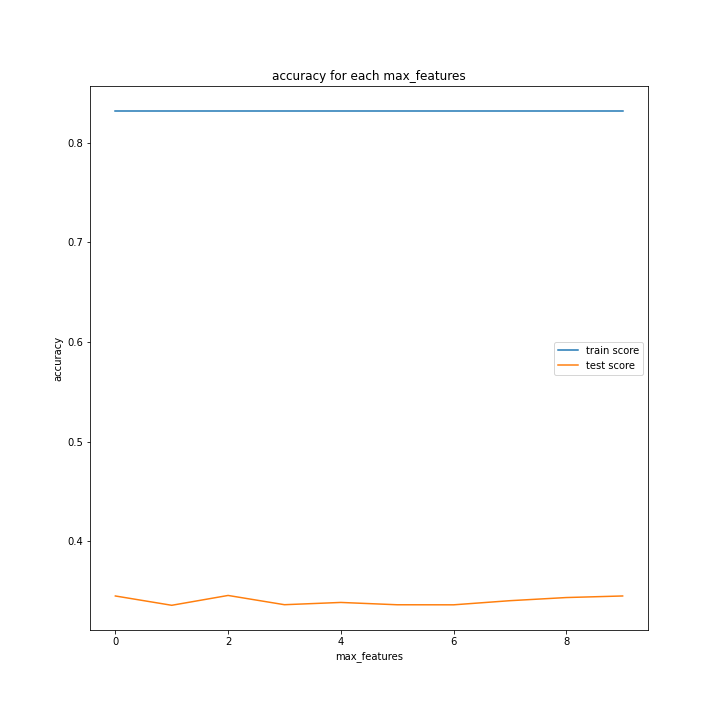 accuracy for each max_features
0.8
0.7
0.6
0.5
0.4
accuracy
train score
test score
0 2 4 6 8
max_features